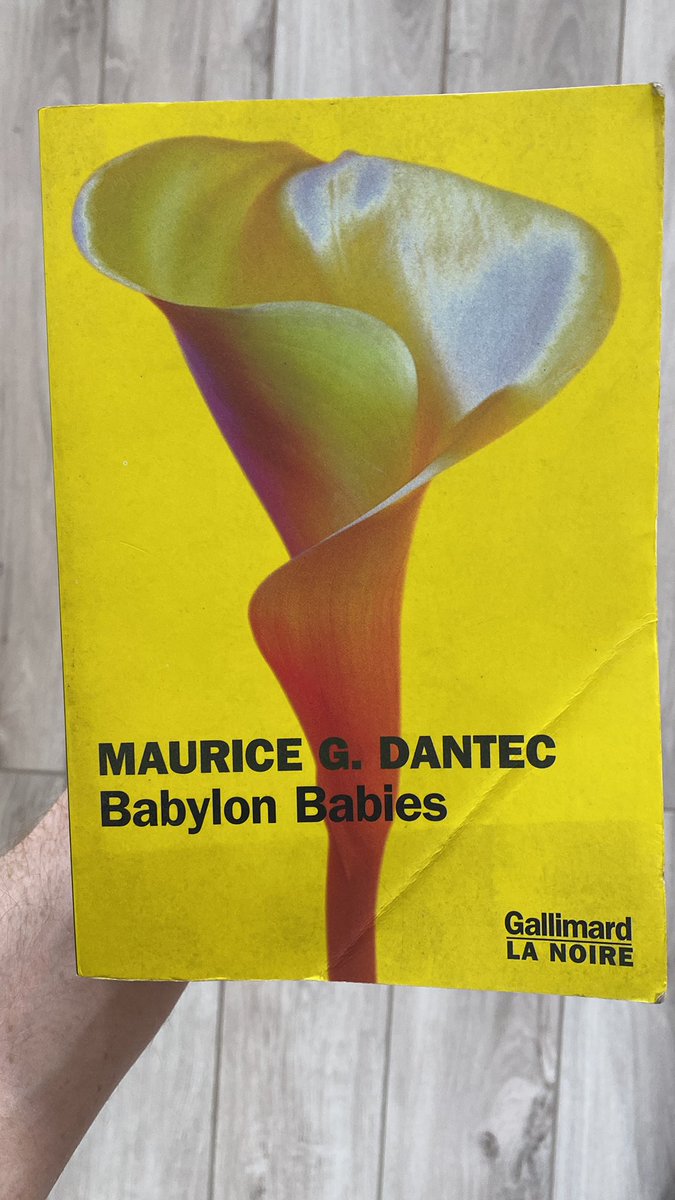 MAURICE G. DANTEC
Babylon Babies
Gallimard
LA NOIRE